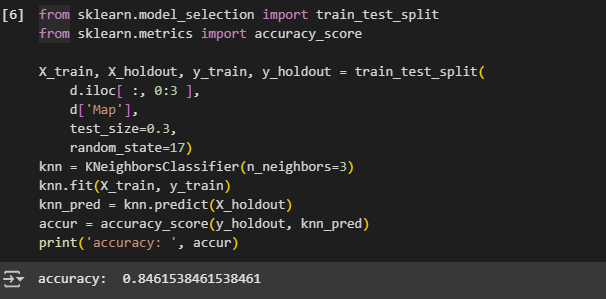 [6] from sklearn.model_selection import train_test_split
from sklearn.metrics import accuracy_score
X_train, X_holdout, y_train, y_holdout = train_test_split(
d.iloc[ :, 0:3 ],
d['Map'],
test_size=0.3,
random_state=17)
knn = KNeighborsClassifier(n_neighbors=3)
knn.fit(X_train, y_train)
knn_pred = knn.predict(X_holdout)
accur = accuracy_score(y_holdout, knn_pred)
print('accuracy: ', accur)
accuracy:  0.8461538461538461